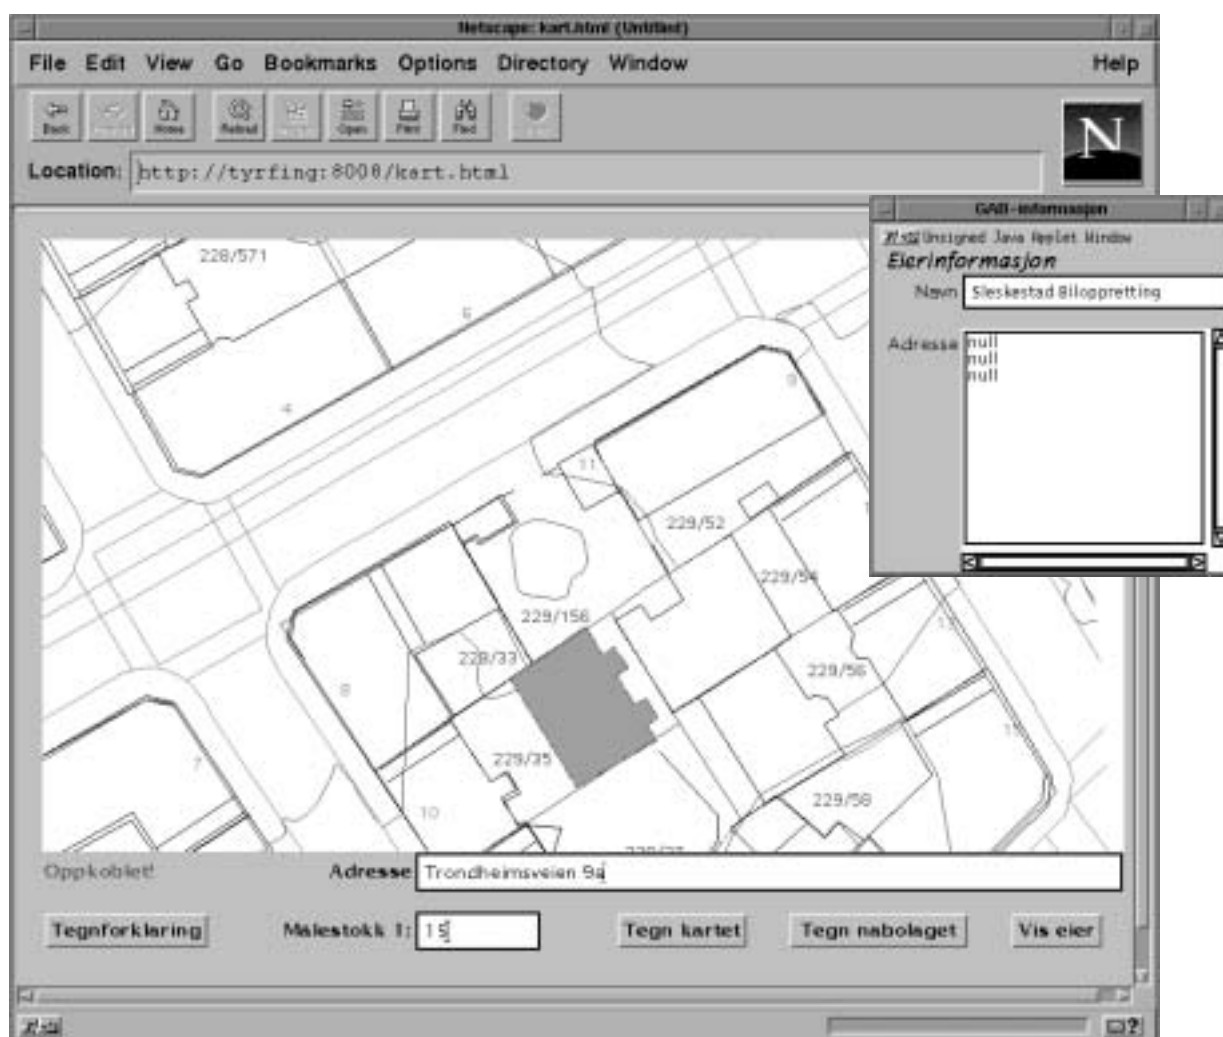 Netscape: kart.html (Untitled)
File Edit View Go Bookmarks Options Directory Window Help
Back Home Reload Open Print Find
N
Location: http://tyrfing:8008/kart.html
GAB-informasjon
Unsigned Java Applet Window
Eierinformasjon
Navn Sleskestad Biloppretting
Adresse null
null
null
228/571
6
4
9
11
229/52
229/54
229/156
13
228/33
229/56
8
15
229/35
7
229/58
10
Oppkoblet! Adresse Trondheimsveien 9a
Tegnforklaring Målestokk 1: 15 Tegn kartet Tegn nabolaget Vis eier
?